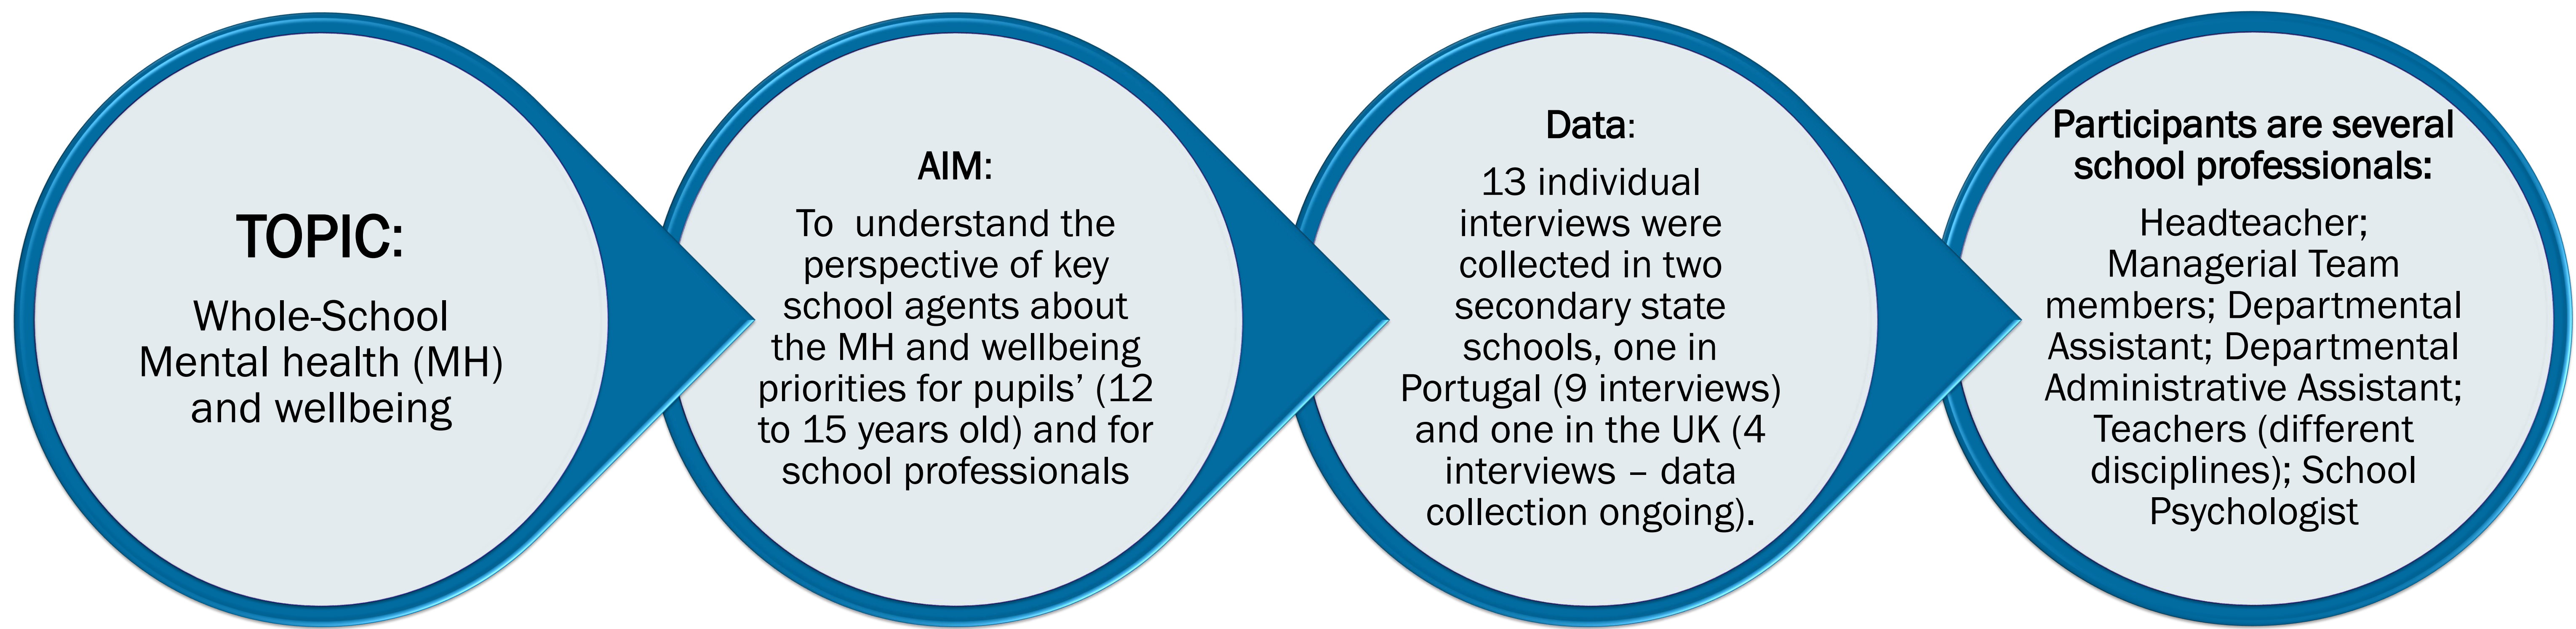 TOPIC:
Whole-School
Mental health (MH)
and wellbeing
AIM:
To  understand the
perspective of key
school agents about
the MH and wellbeing
priorities for pupils’ (12
to 15 years old) and for
school professionals
Data:
13 individual
interviews were
collected in two
secondary state
schools, one in
Portugal (9 interviews)
and one in the UK (4
interviews – data
collection ongoing).
Participants are several
school professionals:
Headteacher;
Managerial Team
members; Departmental
Assistant; Departmental
Administrative Assistant;
Teachers (different
disciplines); School
Psychologist